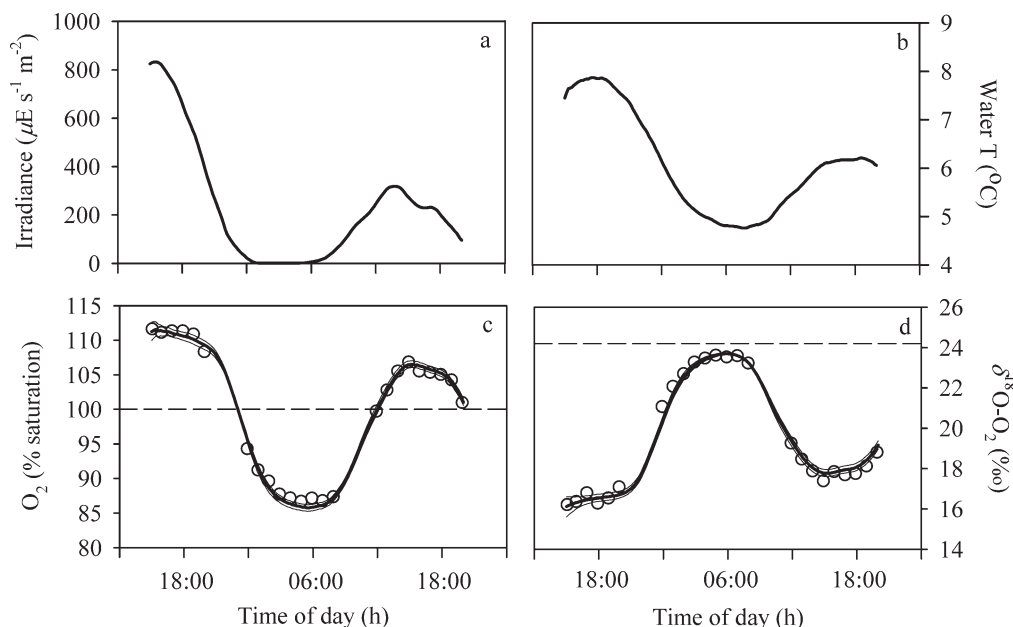 a
1000
800
600
400
200
0
Irradiance (µE s⁻¹ m⁻²)
b
9
8
7
6
5
4
Water T (°C)
c
115
110
105
100
95
90
85
80
O₂ (% saturation)
18:00 06:00 18:00
Time of day (h)
d
26
24
22
20
18
16
14
δ¹⁸O-O₂ (‰)
18:00 06:00 18:00
Time of day (h)